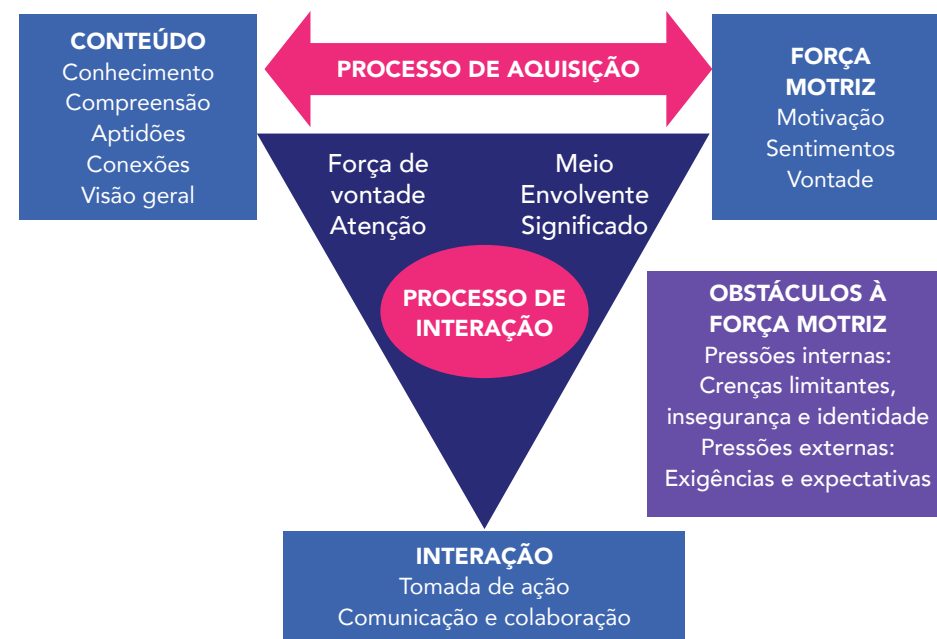 CONTEÚDO
Conhecimento
Compreensão
Aptidões
Conexões
Visão geral
PROCESSO DE AQUISIÇÃO
FORÇA
MOTRIZ
Motivação
Sentimentos
Vontade
Força de
vontade
Atenção
Meio
Envolvente
Significado
PROCESSO DE
INTERAÇÃO
OBSTÁCULOS À
FORÇA MOTRIZ
Pressões internas:
Crenças limitantes,
insegurança e identidade
Pressões externas:
Exigências e expectativas
INTERAÇÃO
Tomada de ação
Comunicação e colaboração